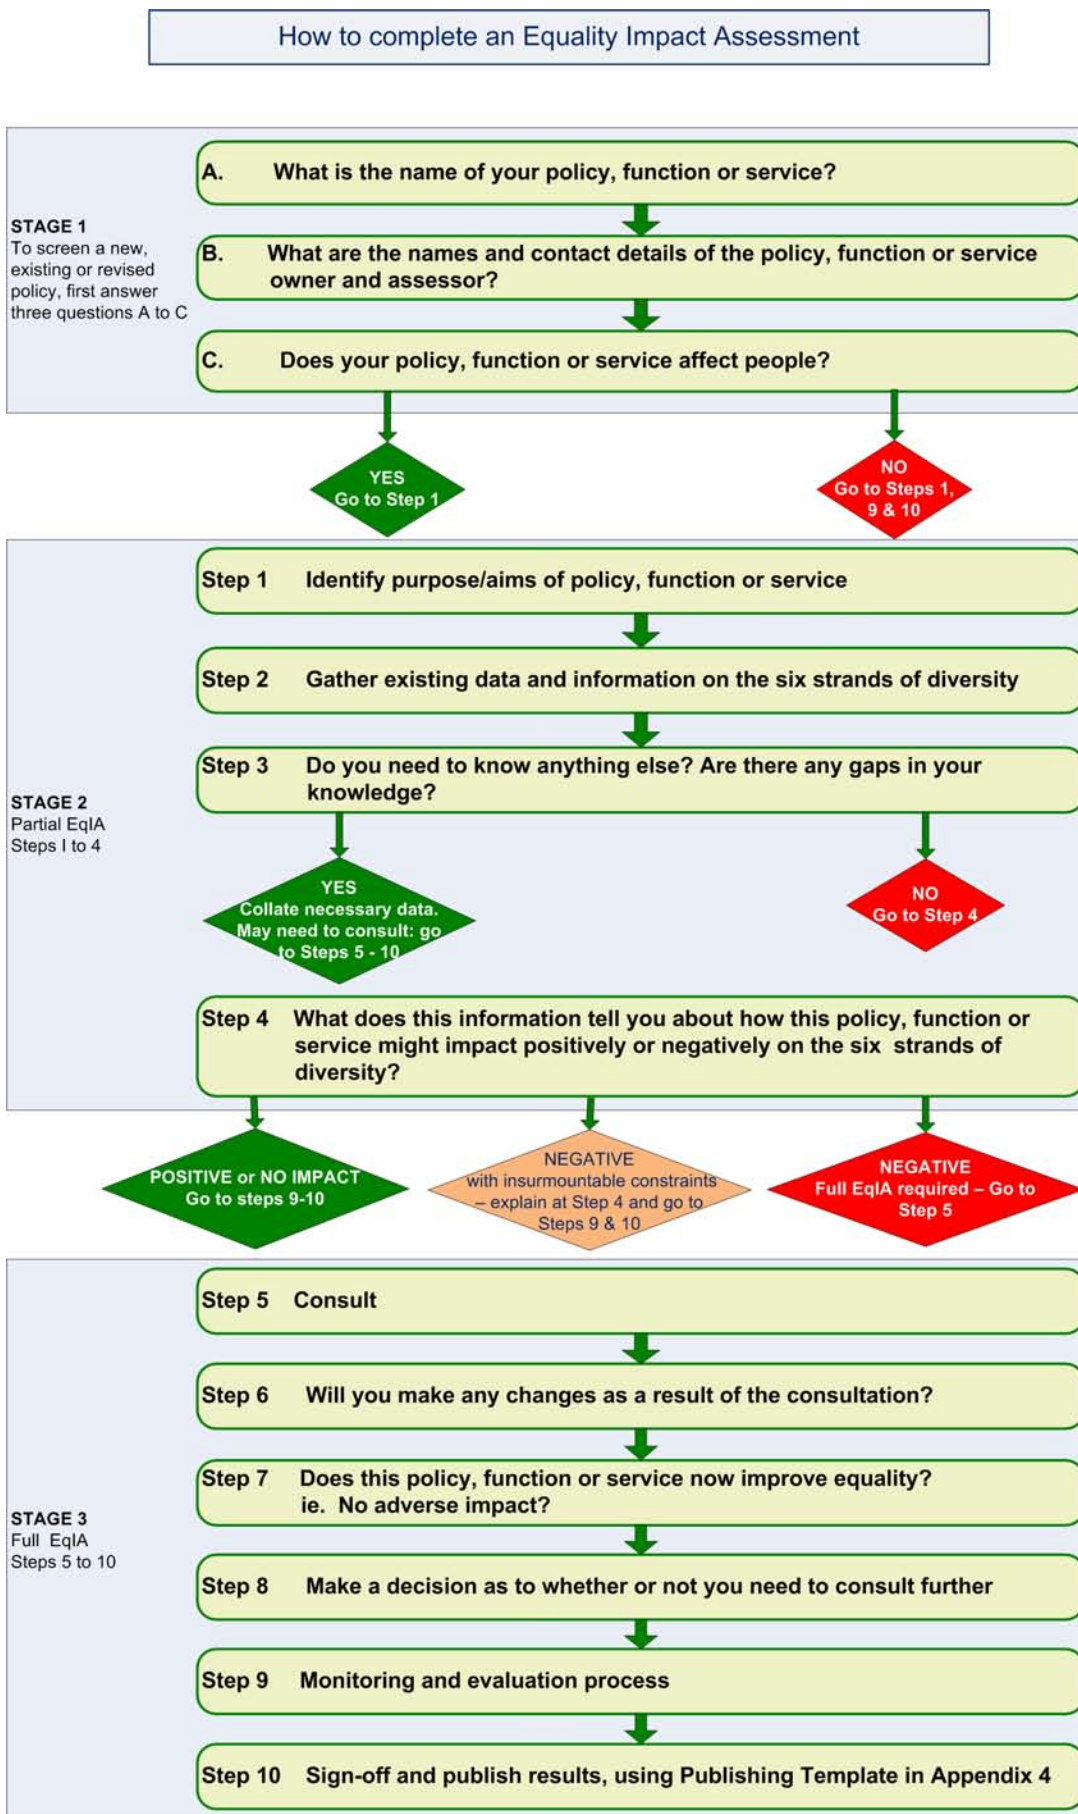 How to complete an Equality Impact Assessment
STAGE 1
To screen a new,
existing or revised
policy, first answer
three questions A to C
A. What is the name of your policy, function or service?
B. What are the names and contact details of the policy, function or service
owner and assessor?
C. Does your policy, function or service affect people?
YES
Go to Step 1
NO
Go to Steps 1,
9 & 10
STAGE 2
Partial EqIA
Steps I to 4
Step 1 Identify purpose/aims of policy, function or service
Step 2 Gather existing data and information on the six strands of diversity
Step 3 Do you need to know anything else? Are there any gaps in your
knowledge?
YES
Collate necessary data.
May need to consult: go
to Steps 5 - 10
NO
Go to Step 4
Step 4 What does this information tell you about how this policy, function or
service might impact positively or negatively on the six strands of
diversity?
POSITIVE or NO IMPACT
Go to steps 9-10
NEGATIVE
with insurmountable constraints
– explain at Step 4 and go to
Steps 9 & 10
NEGATIVE
Full EqIA required – Go to
Step 5
STAGE 3
Full EqIA
Steps 5 to 10
Step 5 Consult
Step 6 Will you make any changes as a result of the consultation?
Step 7 Does this policy, function or service now improve equality?
ie. No adverse impact?
Step 8 Make a decision as to whether or not you need to consult further
Step 9 Monitoring and evaluation process
Step 10 Sign-off and publish results, using Publishing Template in Appendix 4